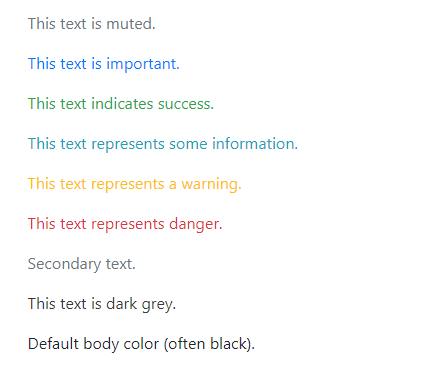 This text is muted.
This text is important.
This text indicates success.
This text represents some information.
This text represents a warning.
This text represents danger.
Secondary text.
This text is dark grey.
Default body color (often black).